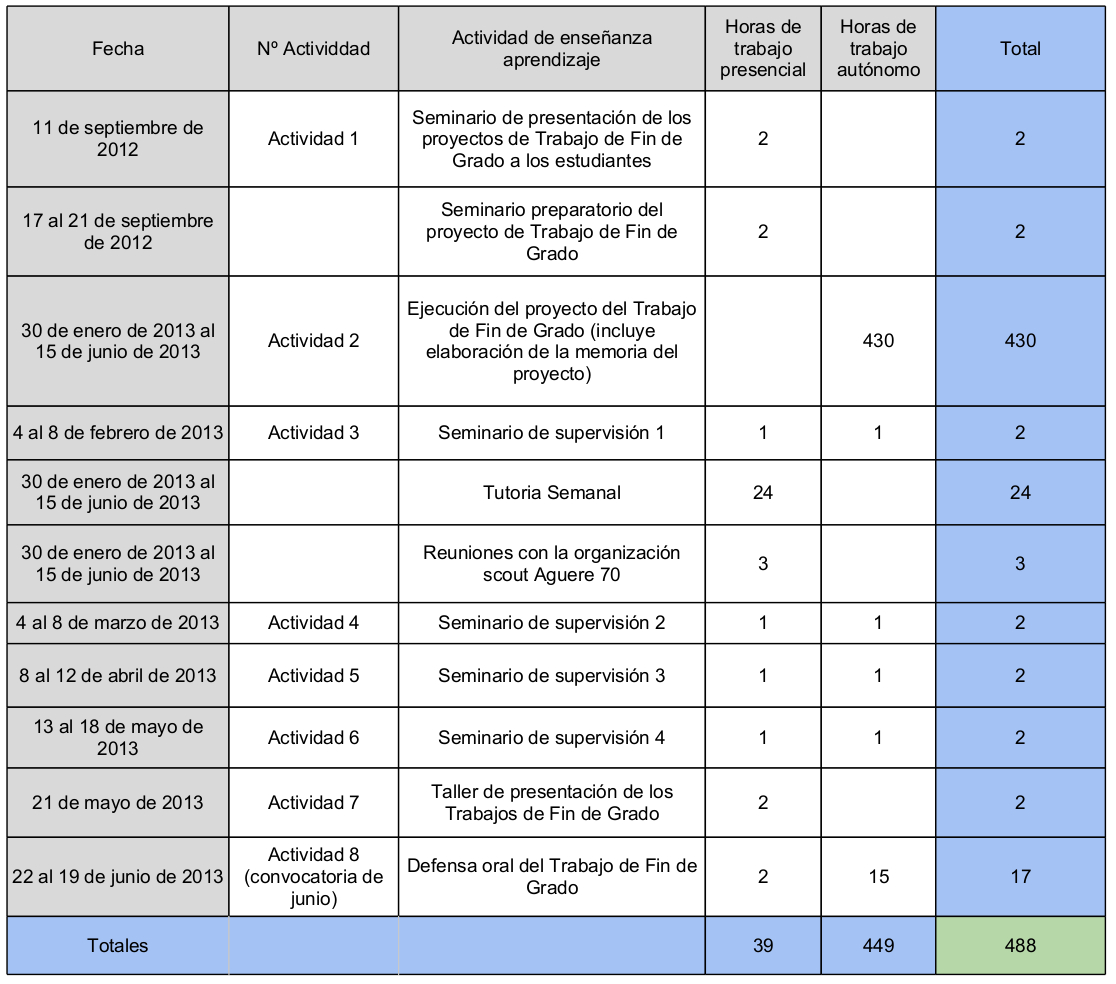 Fecha
Nº Actividdad
Actividad de enseñanza
aprendizaje
Horas de
trabajo
presencial
Horas de
trabajo
autónomo
Total
11 de septiembre de
2012
Actividad 1
Seminario de presentación de los
proyectos de Trabajo de Fin de
Grado a los estudiantes
2
2
17 al 21 de septiembre
de 2012
Seminario preparatorio del
proyecto de Trabajo de Fin de
Grado
2
2
30 de enero de 2013 al
15 de junio de 2013
Actividad 2
Ejecución del proyecto del Trabajo
de Fin de Grado (incluye
elaboración de la memoria del
proyecto)
430
430
4 al 8 de febrero de 2013
Actividad 3
Seminario de supervisión 1
1
1
2
30 de enero de 2013 al
15 de junio de 2013
Tutoria Semanal
24
24
30 de enero de 2013 al
15 de junio de 2013
Reuniones con la organización
scout Aguere 70
3
3
4 al 8 de marzo de 2013
Actividad 4
Seminario de supervisión 2
1
1
2
8 al 12 de abril de 2013
Actividad 5
Seminario de supervisión 3
1
1
2
13 al 18 de mayo de
2013
Actividad 6
Seminario de supervisión 4
1
1
2
21 de mayo de 2013
Actividad 7
Taller de presentación de los
Trabajos de Fin de Grado
2
2
22 al 19 de junio de 2013
Actividad 8
(convocatoria de
junio)
Defensa oral del Trabajo de Fin de
Grado
2
15
17
Totales
39
449
488